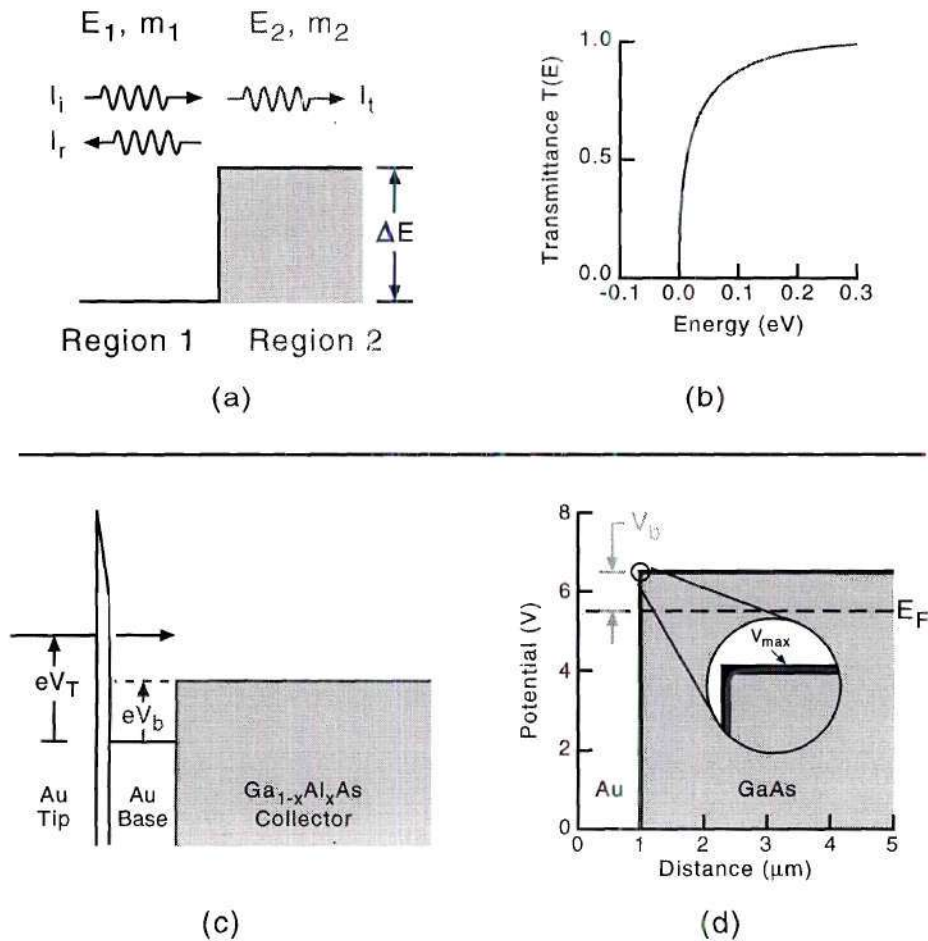 E1, m1
E2, m2
Ii
It
Ir
ΔE
Region 1
Region 2
(a)
Transmittance T(E)
1.0
0.5
0.0
-0.1
0.0
0.1
0.2
0.3
Energy (eV)
(b)
eVT
eVb
Au
Tip
Au
Base
Ga1-xAlxAs
Collector
(c)
Potential (V)
8
6
4
2
0
Vb
EF
Vmax
Au
GaAs
0
1
2
3
4
5
Distance (μm)
(d)